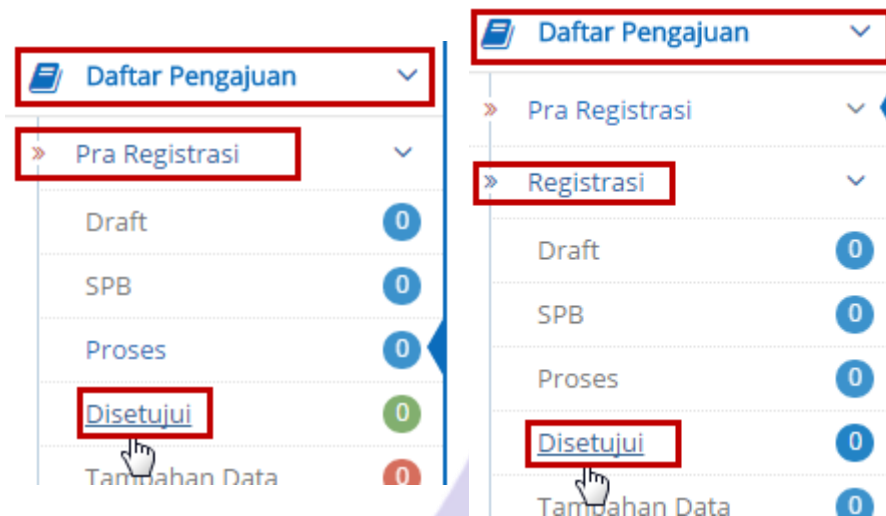 Daftar Pengajuan
Pra Registrasi
Draft 0
SPB 0
Proses 0
Disetujui 0
Tambahan Data 0
Daftar Pengajuan
Pra Registrasi
Registrasi
Draft 0
SPB 0
Proses 0
Disetujui 0
Tambahan Data 0